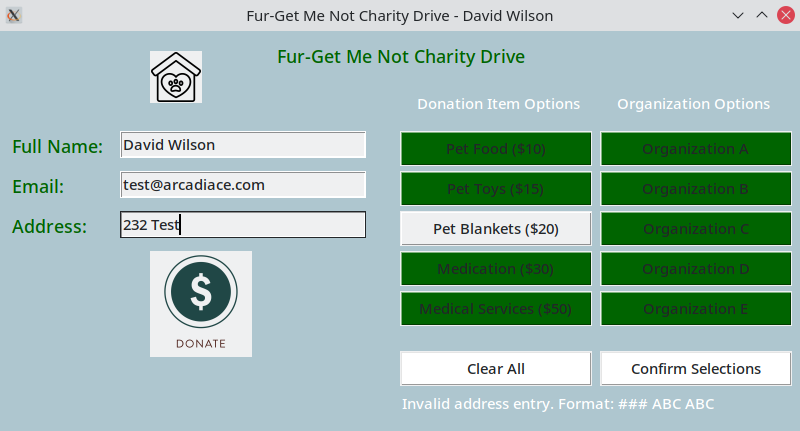 Fur-Get Me Not Charity Drive - David Wilson
Fur-Get Me Not Charity Drive
Donation Item Options Organization Options
Full Name: David Wilson
Pet Food ($10) Organization A
Email: test@arcadiace.com
Pet Toys ($15) Organization B
Address: 232 Test
Pet Blankets ($20) Organization C
Medication ($30) Organization D
Medical Services ($50) Organization E
$
DONATE
Clear All Confirm Selections
Invalid address entry. Format: ### ABC ABC